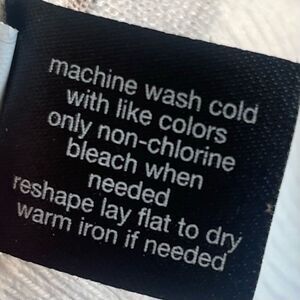 machine wash cold
with like colors
only non-chlorine
bleach when
needed
reshape lay flat to dry
warm iron if needed